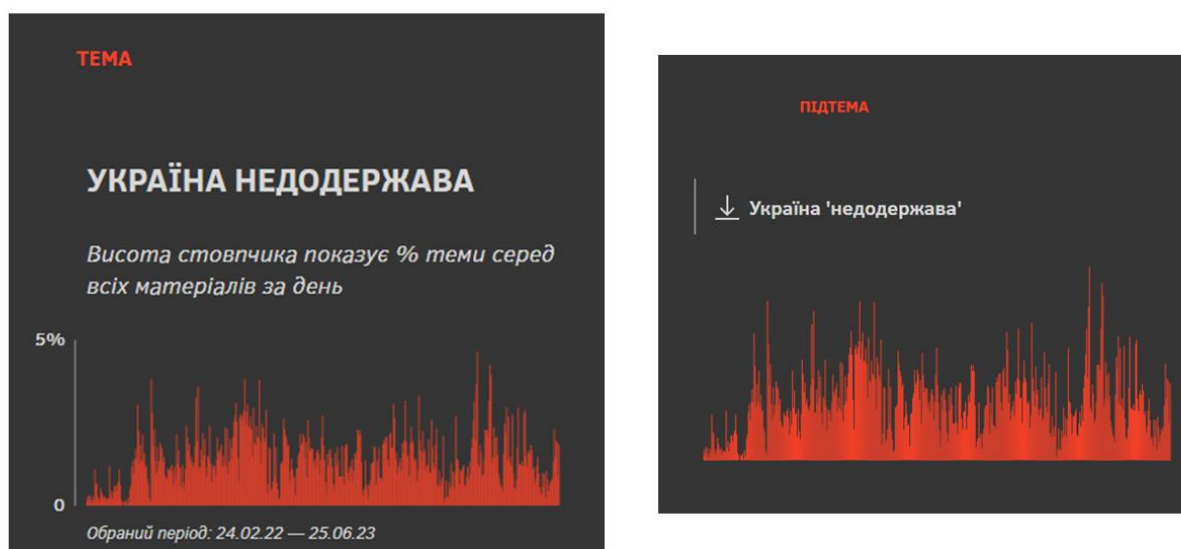 ТЕМА
УКРАЇНА НЕДОДЕРЖАВА
Висота стовпчика показує % теми серед
всіх матеріалів за день
5%
0
Обраний період: 24.02.22 — 25.06.23
ПІДТЕМА
Україна 'недодержава'